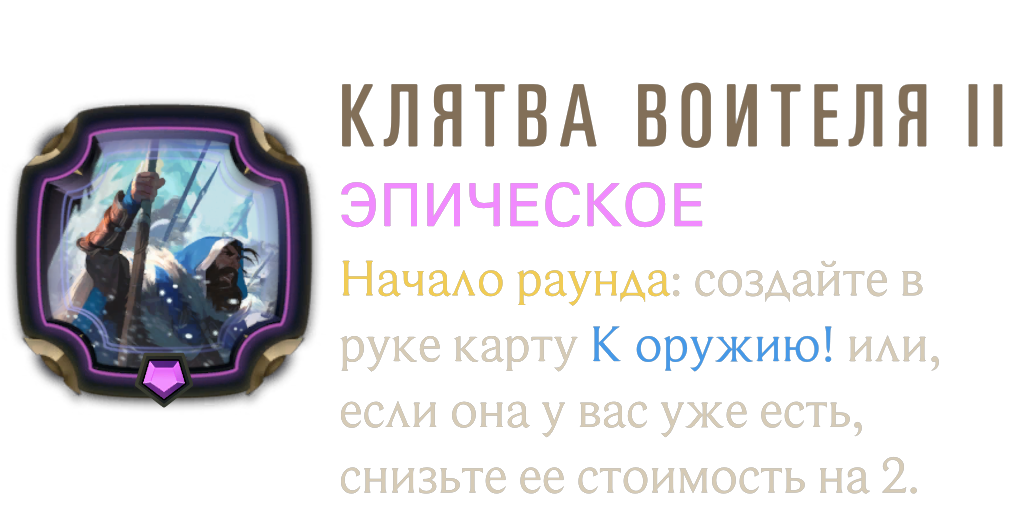 КЛЯТВА ВОИТЕЛЯ II
ЭПИЧЕСКОЕ
Начало раунда: создайте в
руке карту К оружию! или,
если она у вас уже есть,
снизьте ее стоимость на 2.